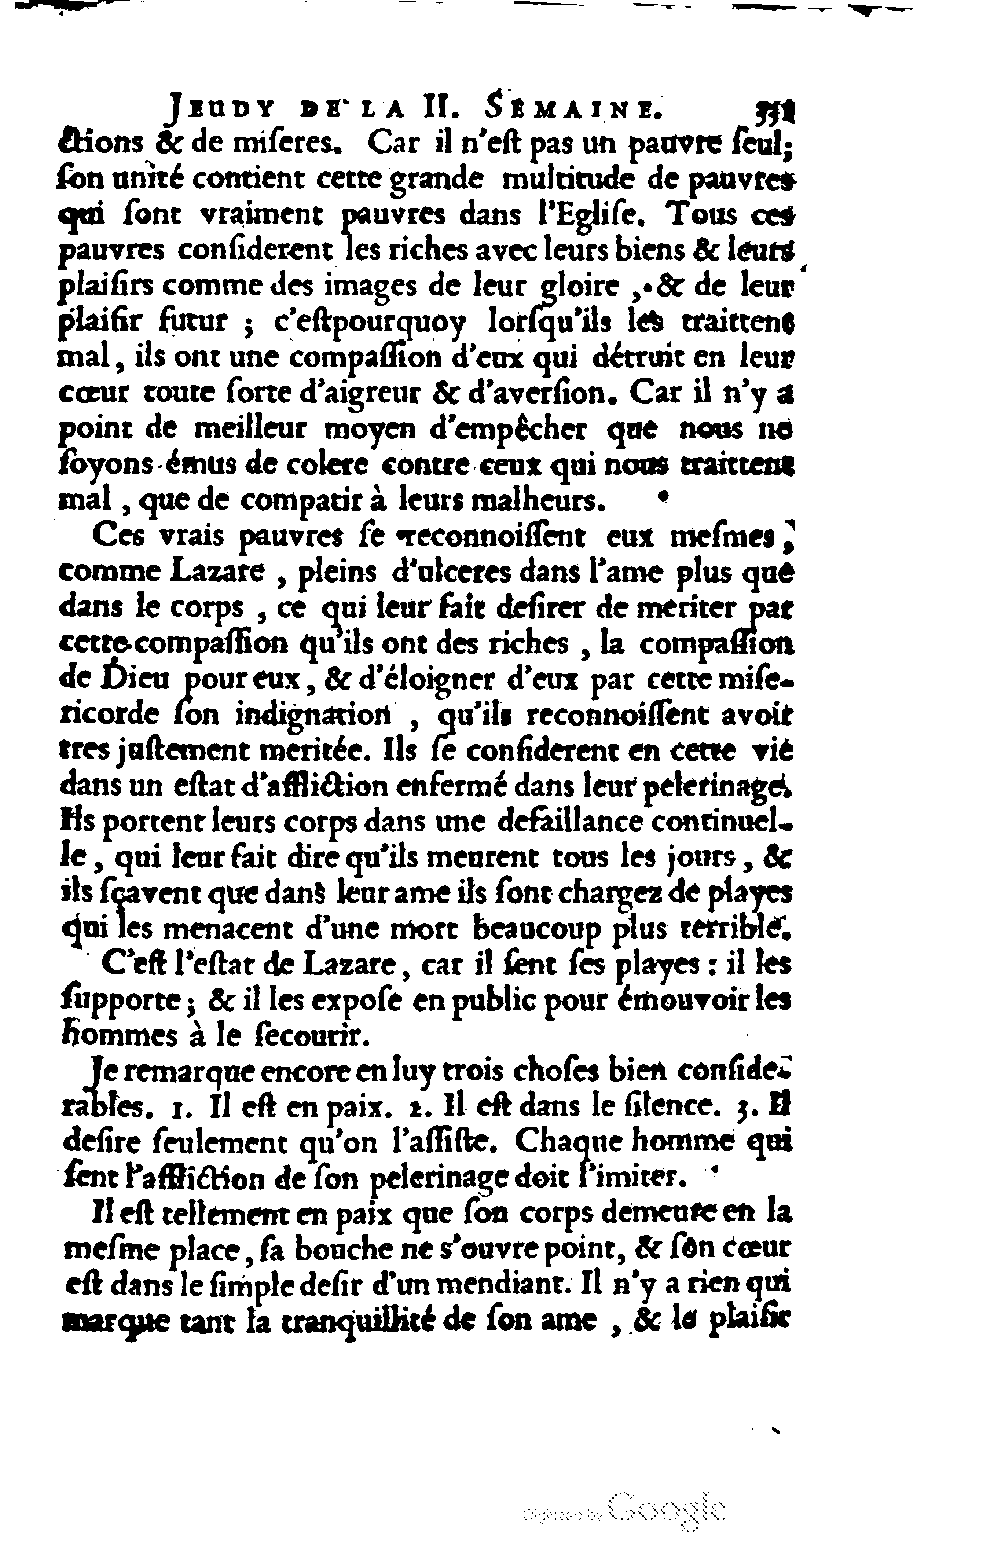 JEUDY DE LA II. SEMAINE. 551
ctions & de miſeres. Car il n'eſt pas un pauvre ſeul;
ſon unité contient cette grande multitude de pauvres
qui ſont vraiment pauvres dans l'Egliſe. Tous ces
pauvres conſiderent les riches avec leurs biens & leurs
plaiſirs comme des images de leur gloire, & de leur
plaiſir futur ; c'eſtpourquoy lorſqu'ils les traittent
mal, ils ont une compaſſion d'eux qui détruit en leur
cœur toute ſorte d'aigreur & d'averſion. Car il n'y a
point de meilleur moyen d'empêcher que nous ne
ſoyons émus de colere contre ceux qui nous traittent
mal, que de compatir à leurs malheurs.
Ces vrais pauvres ſe reconnoiſſent eux meſmes,
comme Lazare, pleins d'ulceres dans l'ame plus que
dans le corps, ce qui leur fait deſirer de meriter par
cette compaſſion qu'ils ont des riches, la compaſſion
de Dieu pour eux, & d'éloigner d'eux par cette miſe-
ricorde ſon indignation, qu'ils reconnoiſſent avoir
tres juſtement meritée. Ils ſe conſiderent en cette vie
dans un eſtat d'affliction enfermé dans leur pelerinage.
Ils portent leurs corps dans une defaillance continuel-
le, qui leur fait dire qu'ils meurent tous les jours, &
ils ſçavent que dans leur ame ils ſont chargez de playes
qui les menacent d'une mort beaucoup plus terrible.
C'eſt l'eſtat de Lazare, car il ſent ſes playes : il les
ſupporte; & il les expoſe en public pour émouvoir les
hommes à le ſecourir.
Je remarque encore en luy trois choſes bien conſide-
rables. 1. Il eſt en paix. 2. Il eſt dans le ſilence. 3. Il
deſire ſeulement qu'on l'aſſiſte. Chaque homme qui
ſent l'affliction de ſon pelerinage doit l'imiter.
Il eſt tellement en paix que ſon corps demeure en la
meſme place, ſa bouche ne s'ouvre point, & ſon cœur
eſt dans le ſimple deſir d'un mendiant. Il n'y a rien qui
marque tant la tranquillité de ſon ame, & le plaiſir
Digitized by Google